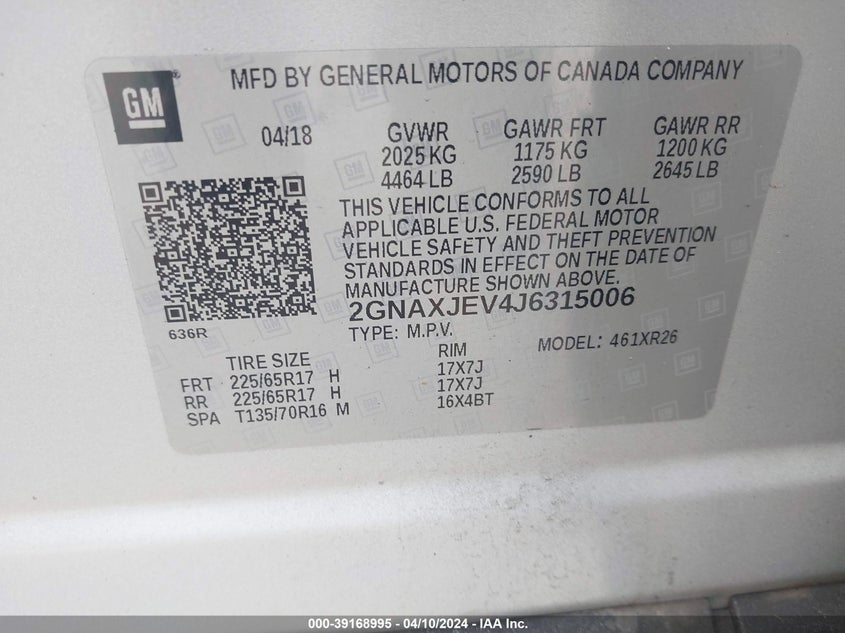 GM®
MFD BY GENERAL MOTORS OF CANADA COMPANY
04/18 GVWR GAWR FRT GAWR RR
2025 KG 1175 KG 1200 KG
4464 LB 2590 LB 2645 LB
THIS VEHICLE CONFORMS TO ALL
APPLICABLE U.S. FEDERAL MOTOR
VEHICLE SAFETY AND THEFT PREVENTION
STANDARDS IN EFFECT ON THE DATE OF
MANUFACTURE SHOWN ABOVE.
2GNAXJEV4J6315006
636R
TYPE: M.P.V. MODEL: 461XR26
TIRE SIZE RIM
FRT 225/65R17 H 17X7J
RR 225/65R17 H 17X7J
SPA T135/70R16 M 16X4BT
000-39168995 - 04/10/2024 - IAA Inc.